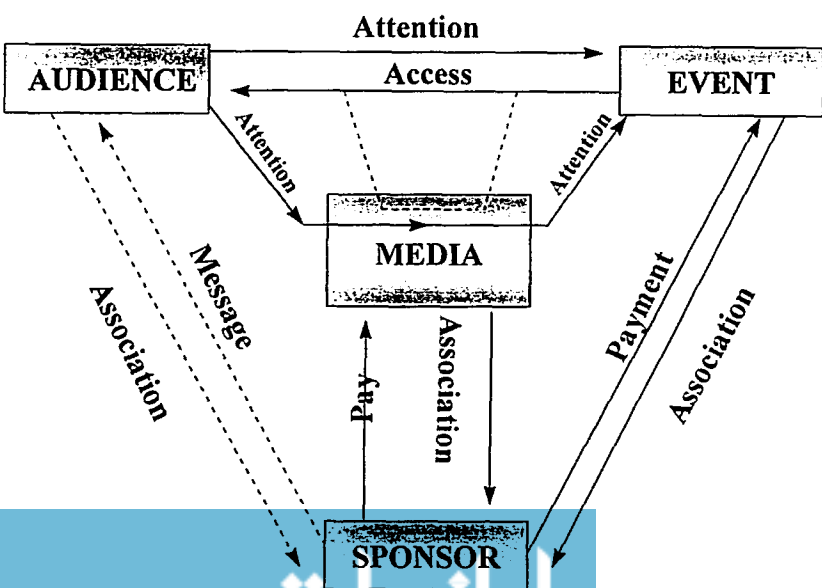 Attention
AUDIENCE
Access
EVENT
Attention
Attention
MEDIA
Message
Association
Pay
Association
Payment
Association
SPONSOR